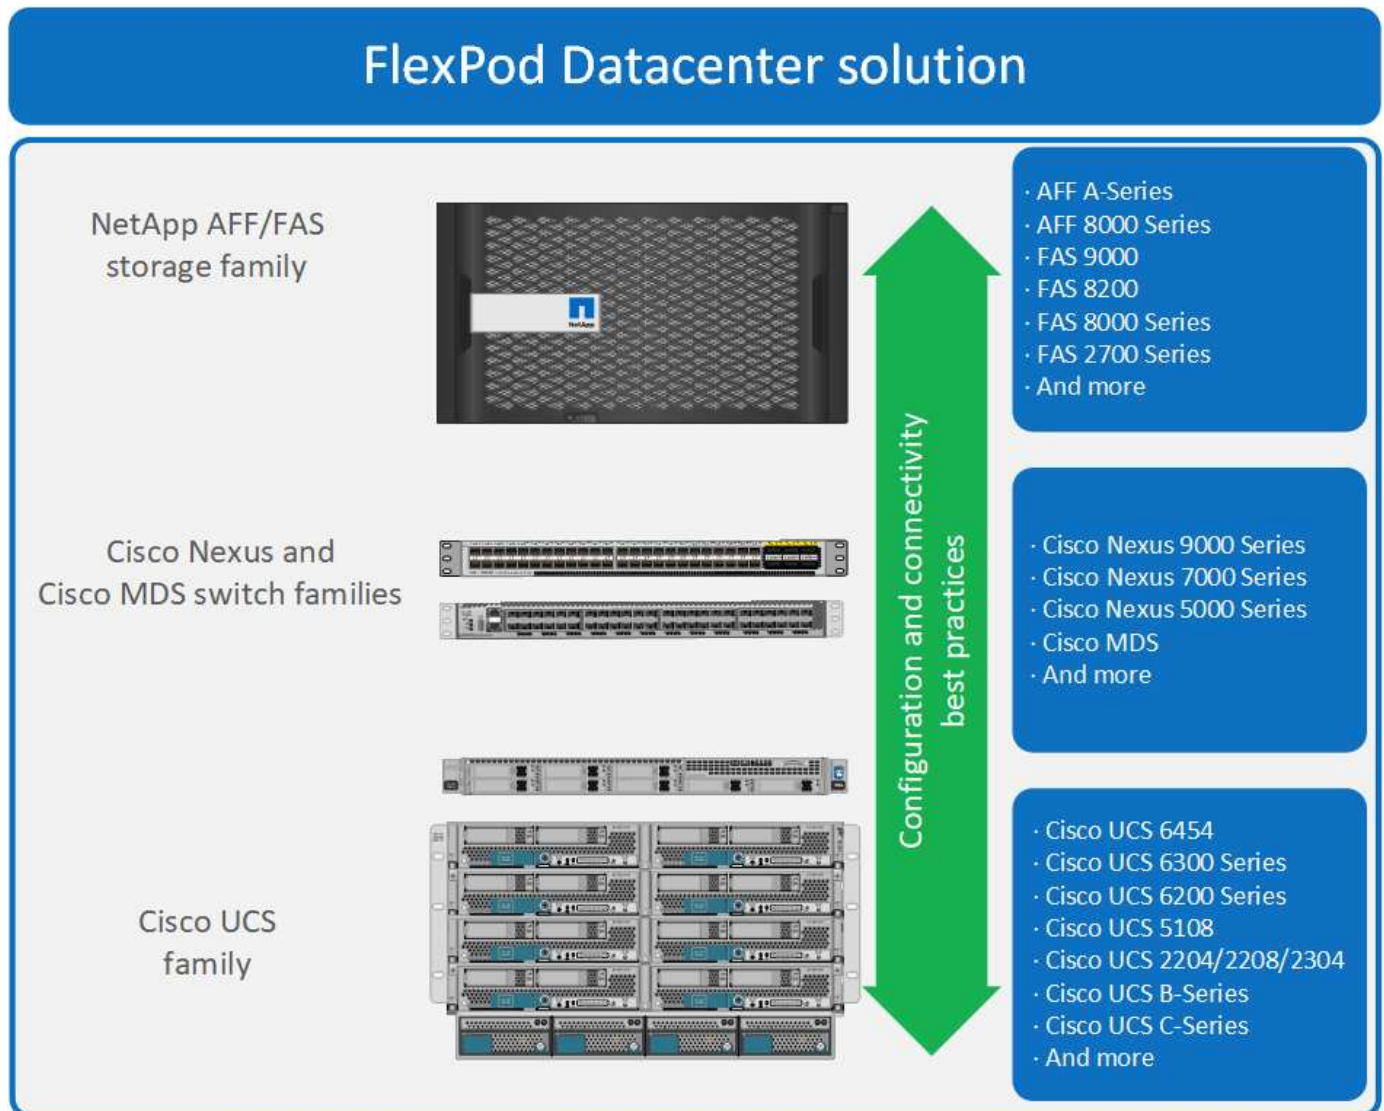 FlexPod Datacenter solution
NetApp AFF/FAS
storage family
NetApp
· AFF A-Series
· AFF 8000 Series
· FAS 9000
· FAS 8200
· FAS 8000 Series
· FAS 2700 Series
· And more
Configuration and connectivity
best practices
Cisco Nexus and
Cisco MDS switch families
· Cisco Nexus 9000 Series
· Cisco Nexus 7000 Series
· Cisco Nexus 5000 Series
· Cisco MDS
· And more
Cisco UCS
family
· Cisco UCS 6454
· Cisco UCS 6300 Series
· Cisco UCS 6200 Series
· Cisco UCS 5108
· Cisco UCS 2204/2208/2304
· Cisco UCS B-Series
· Cisco UCS C-Series
· And more